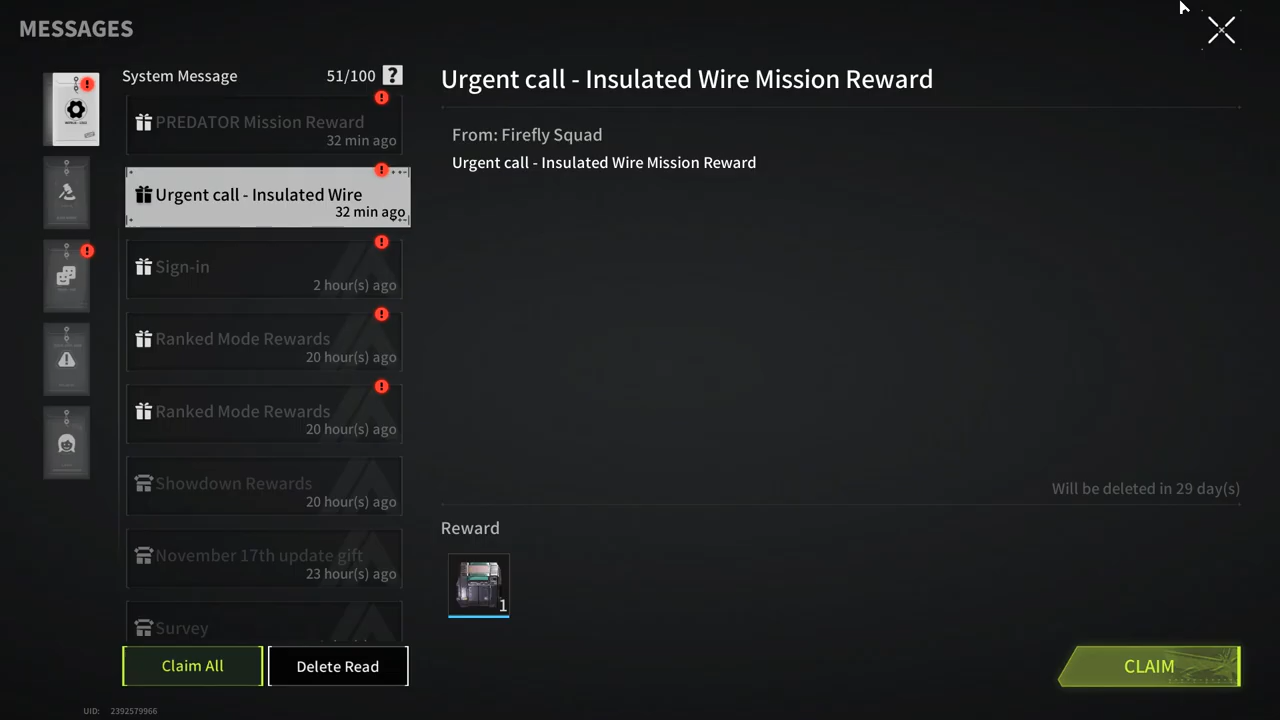 MESSAGES
System Message
51/100
?
PREDATOR Mission Reward
32 min ago
Urgent call - Insulated Wire
32 min ago
Sign-in
2 hour(s) ago
Ranked Mode Rewards
20 hour(s) ago
Ranked Mode Rewards
20 hour(s) ago
Showdown Rewards
20 hour(s) ago
November 17th update gift
23 hour(s) ago
Survey
Claim All
Delete Read
UID: 2392579966
Urgent call - Insulated Wire Mission Reward
From: Firefly Squad
Urgent call - Insulated Wire Mission Reward
Will be deleted in 29 day(s)
Reward
1
CLAIM